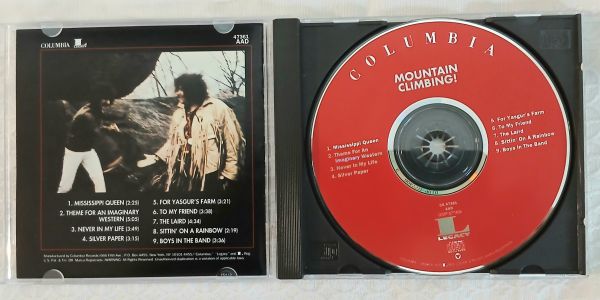 COLUMBIA
47361
AAD
1. MISSISSIPPI QUEEN (2:25)
2. THEME FOR AN IMAGINARY
WESTERN (5:05)
3. NEVER IN MY LIFE (3:49)
4. SILVER PAPER (3:15)
5. FOR YASGUR'S FARM (3:21)
6. TO MY FRIEND (3:38)
7. THE LAIRD (4:34)
8. SITTIN' ON A RAINBOW (2:19)
9. BOYS IN THE BAND (3:36)
COLUMBIA
MOUNTAIN
CLIMBING!
1. Mississippi Queen
2. Theme For An
Imaginary Western
3. Never In My Life
4. Silver Paper
5. For Yasgur's Farm
6. To My Friend
7. The Laird
8. Sittin' On A Rainbow
9. Boys In The Band
L
LEGACY